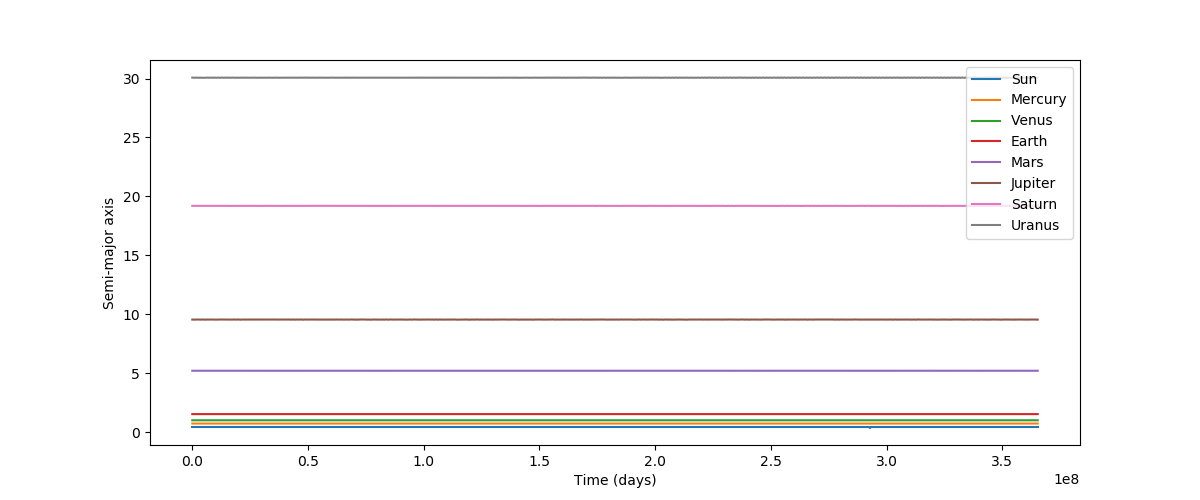 30
25
20
15
10
5
0
Semi-major axis
Sun
Mercury
Venus
Earth
Mars
Jupiter
Saturn
Uranus
0.0 0.5 1.0 1.5 2.0 2.5 3.0 3.5
Time (days)
1e8